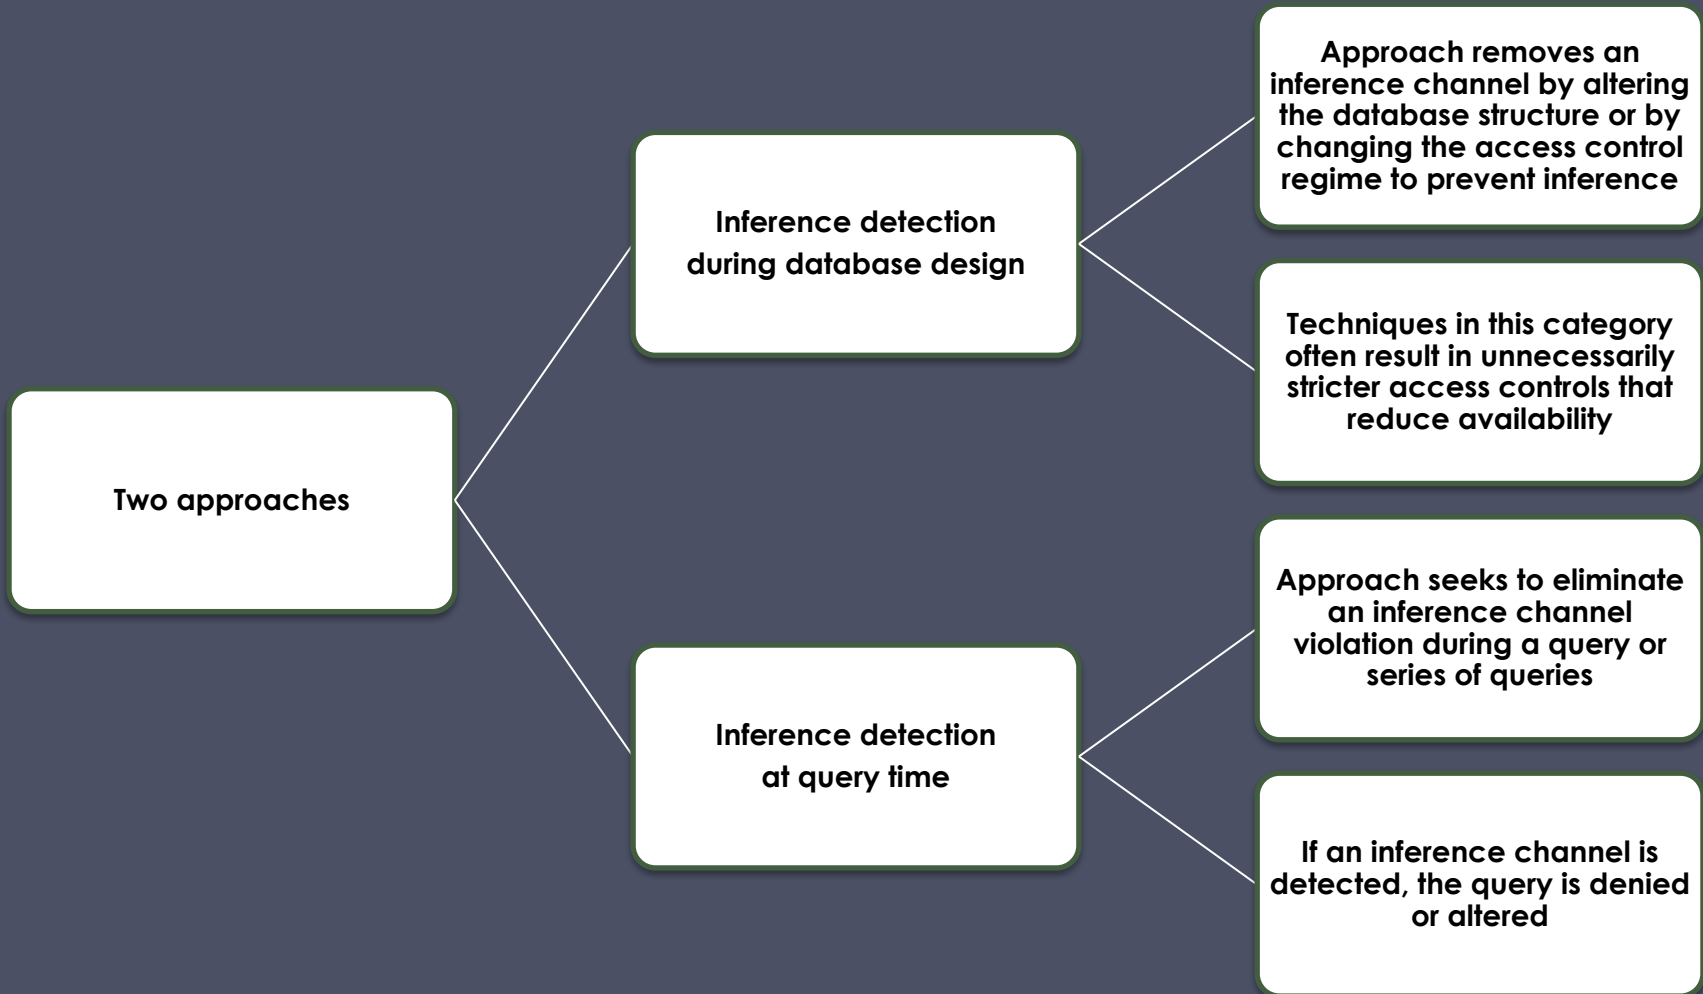 Two approaches
Inference detection
during database design
Approach removes an
inference channel by altering
the database structure or by
changing the access control
regime to prevent inference
Techniques in this category
often result in unnecessarily
stricter access controls that
reduce availability
Inference detection
at query time
Approach seeks to eliminate
an inference channel
violation during a query or
series of queries
If an inference channel is
detected, the query is denied
or altered